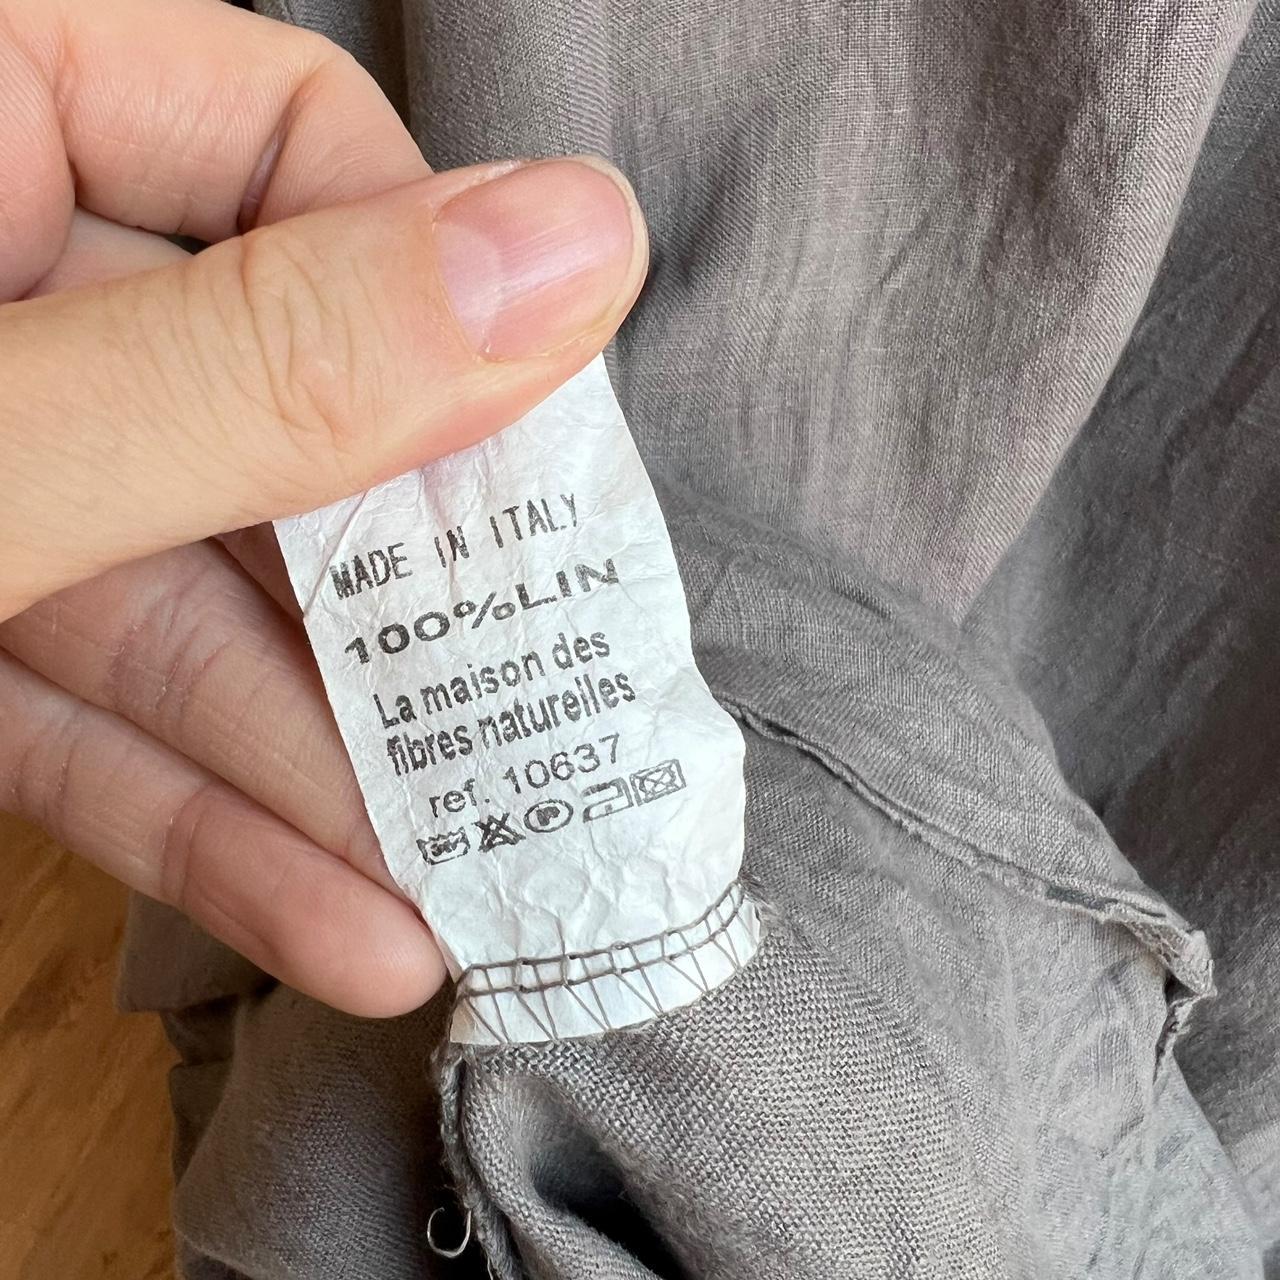 MADE IN ITALY
100%LIN
La maison des
fibres naturelles
ref. 10637
P